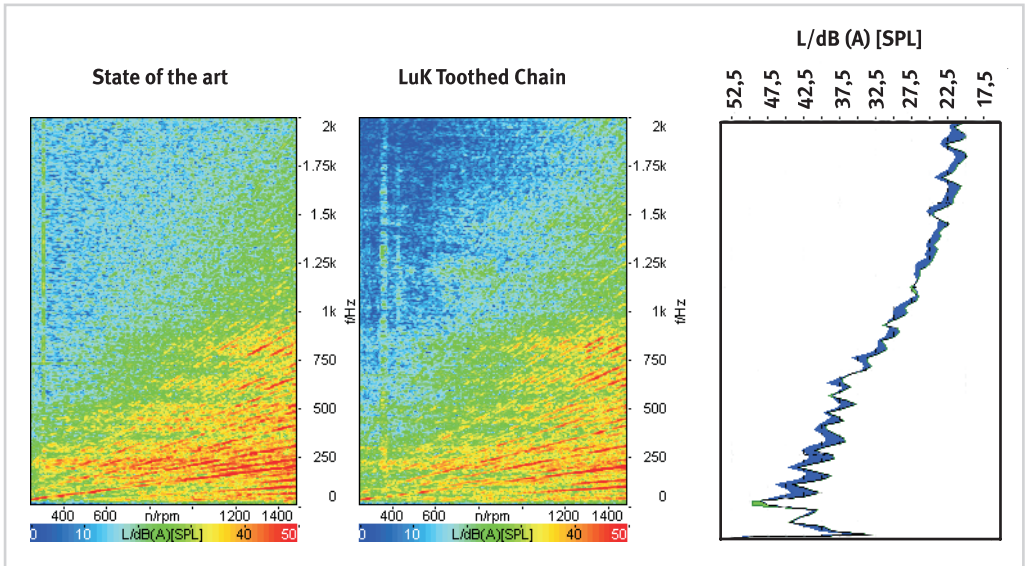 L/dB (A) [SPL]
State of the art
LuK Toothed Chain
52,5 47,5 42,5 37,5 32,5 27,5 22,5 17,5
2k
1.75k
1.5k
1.25k
1k
f/Hz
750
500
250
0
400 600 n/rpm 1200 1400
0 10 L/dB(A)[SPL] 40 50
2k
1.75k
1.5k
1.25k
1k
f/Hz
750
500
250
0
400 600 n/rpm 1200 1400
0 10 L/dB(A)[SPL] 40 50